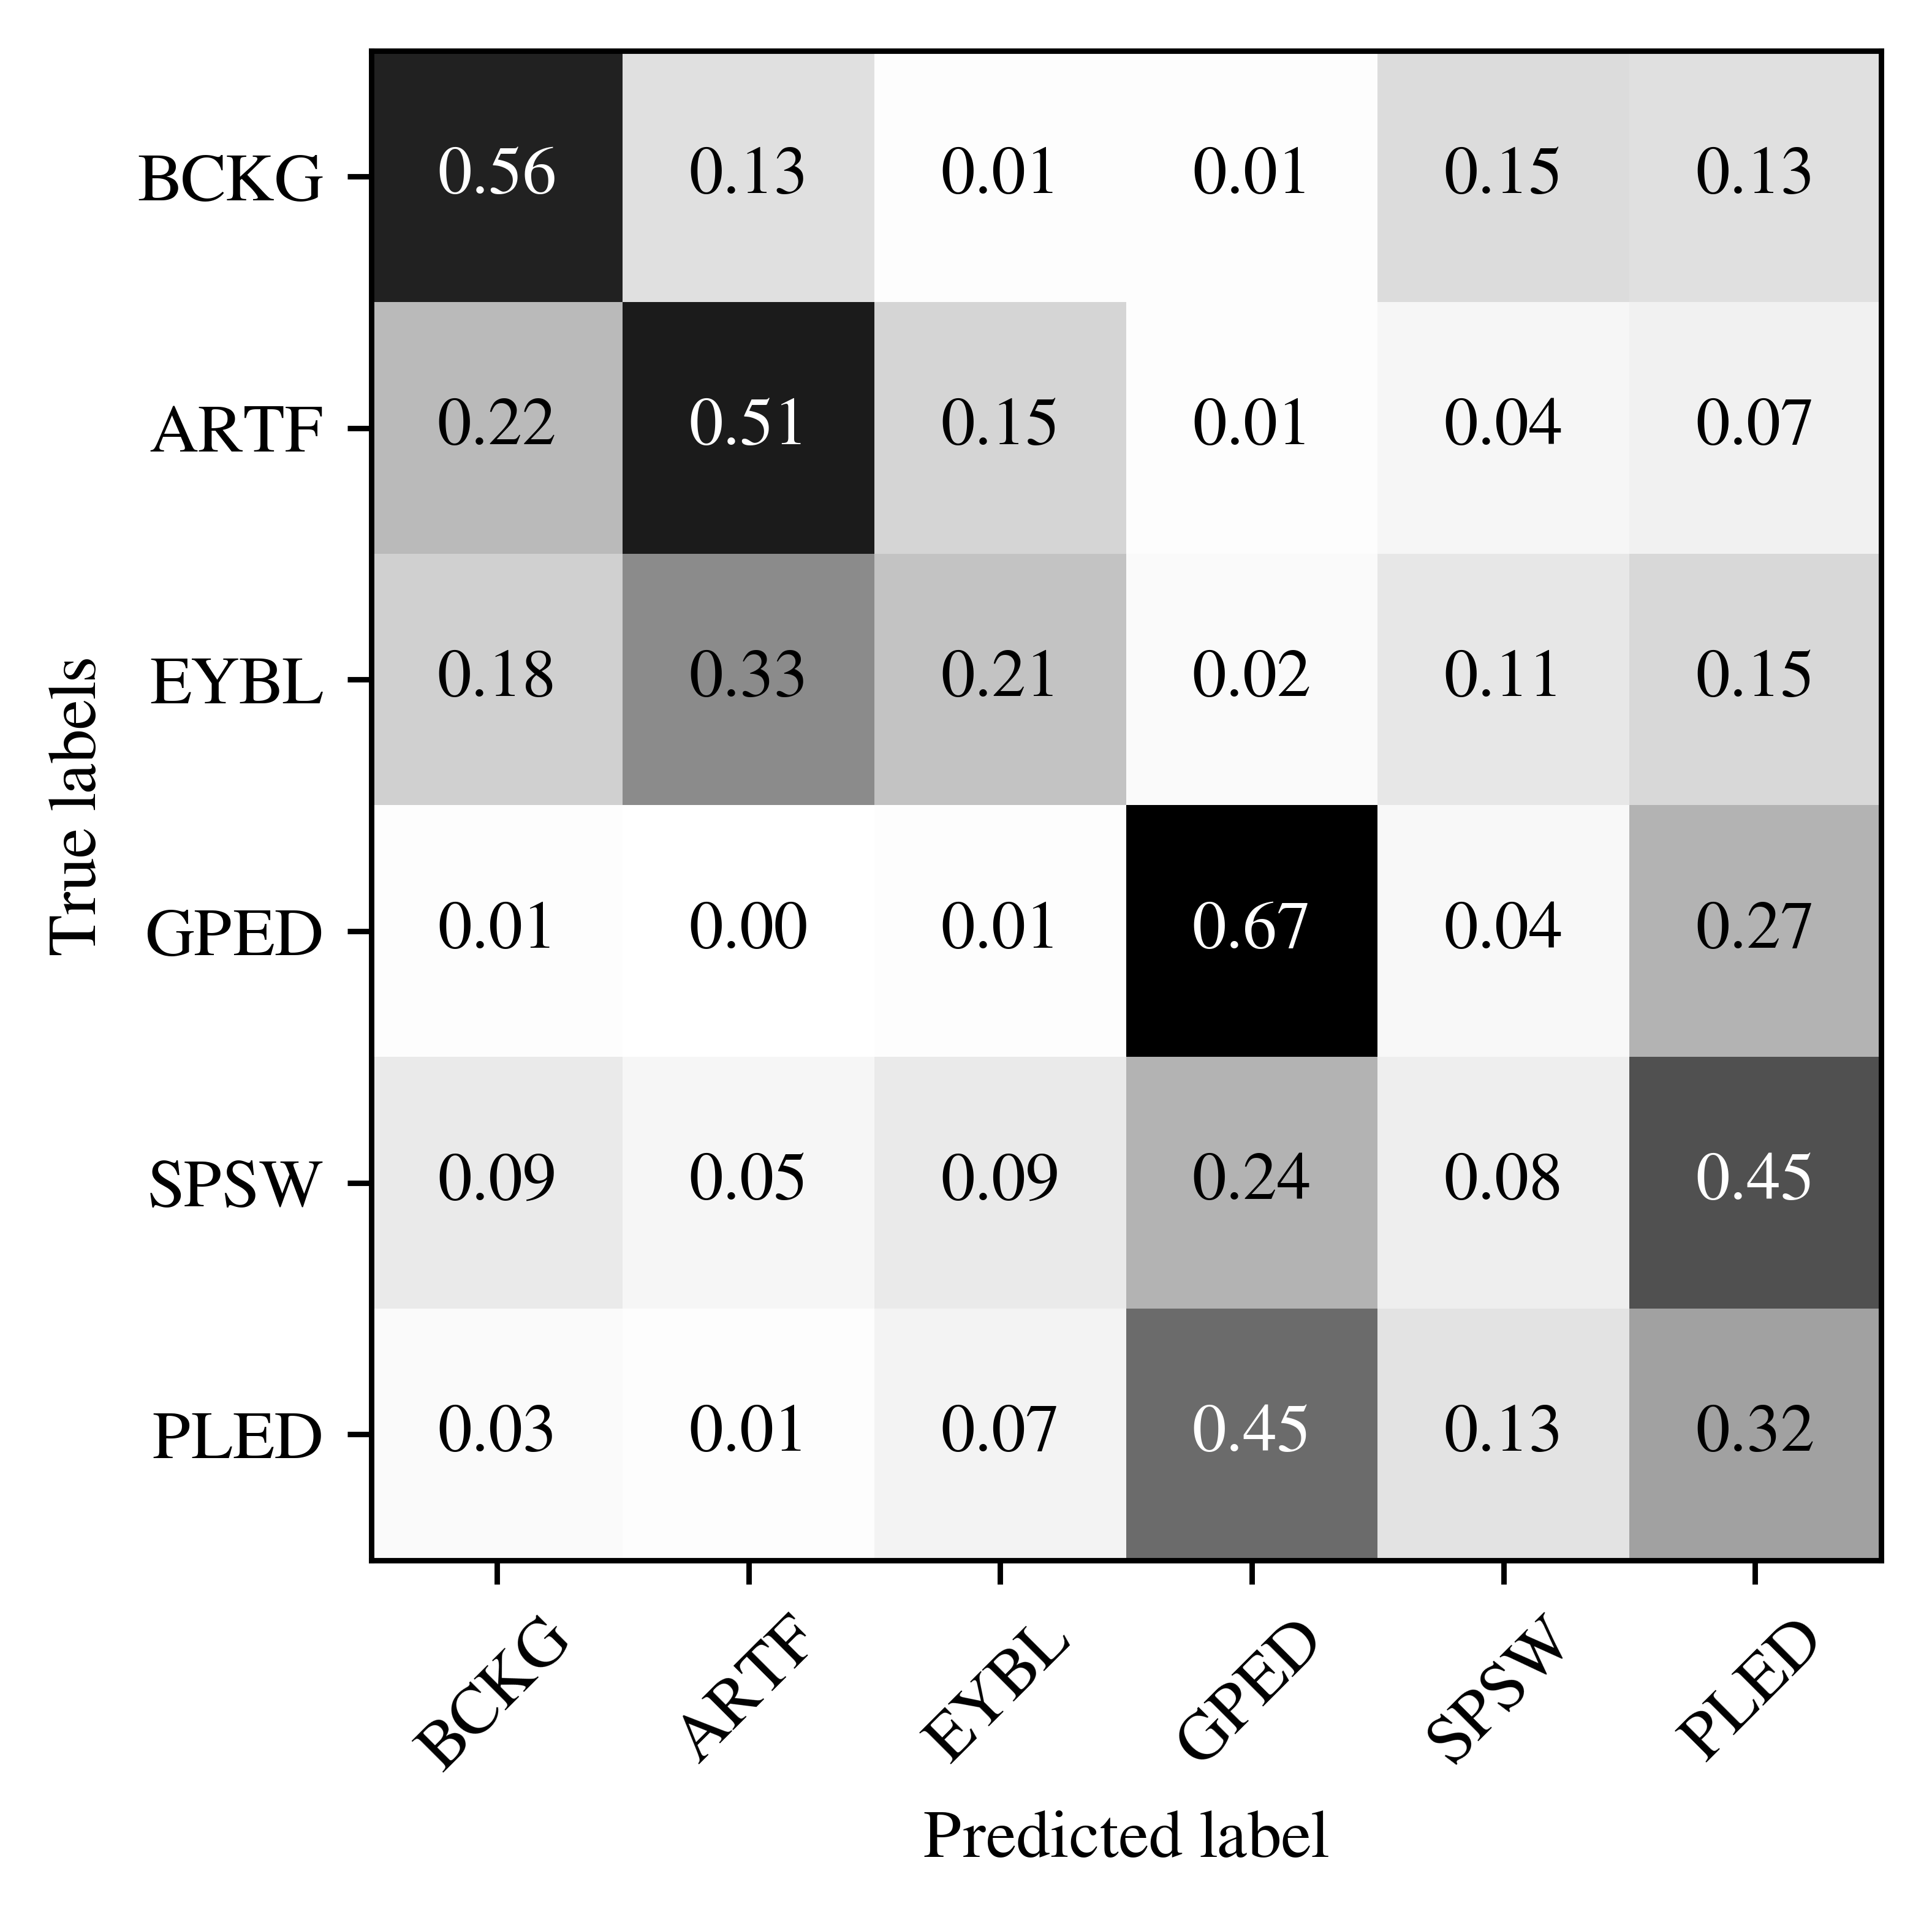 BCKG 0.56 0.13 0.01 0.01 0.15 0.13
ARTF 0.22 0.51 0.15 0.01 0.04 0.07
EYBL 0.18 0.33 0.21 0.02 0.11 0.15
GPED 0.01 0.00 0.01 0.67 0.04 0.27
SPSW 0.09 0.05 0.09 0.24 0.08 0.45
PLED 0.03 0.01 0.07 0.45 0.13 0.32
True labels
BCKG ARTF EYBL GPED SPSW PLED
Predicted label